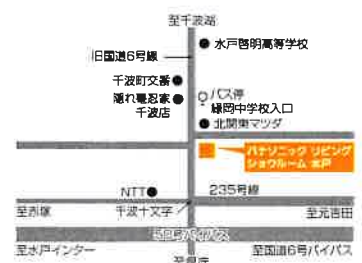 至千波湖
水戸啓明高等学校
旧国道6号線
千波町交番
隠れ菴忍家
千波店
バス停
緑岡中学校入口
北関東マツダ
パナソニック リビング
ショウルーム 水戸
NTT
235号線
至赤塚
千波十文字
至元吉田
50号バイパス
至水戸インター
至国道6号バイパス